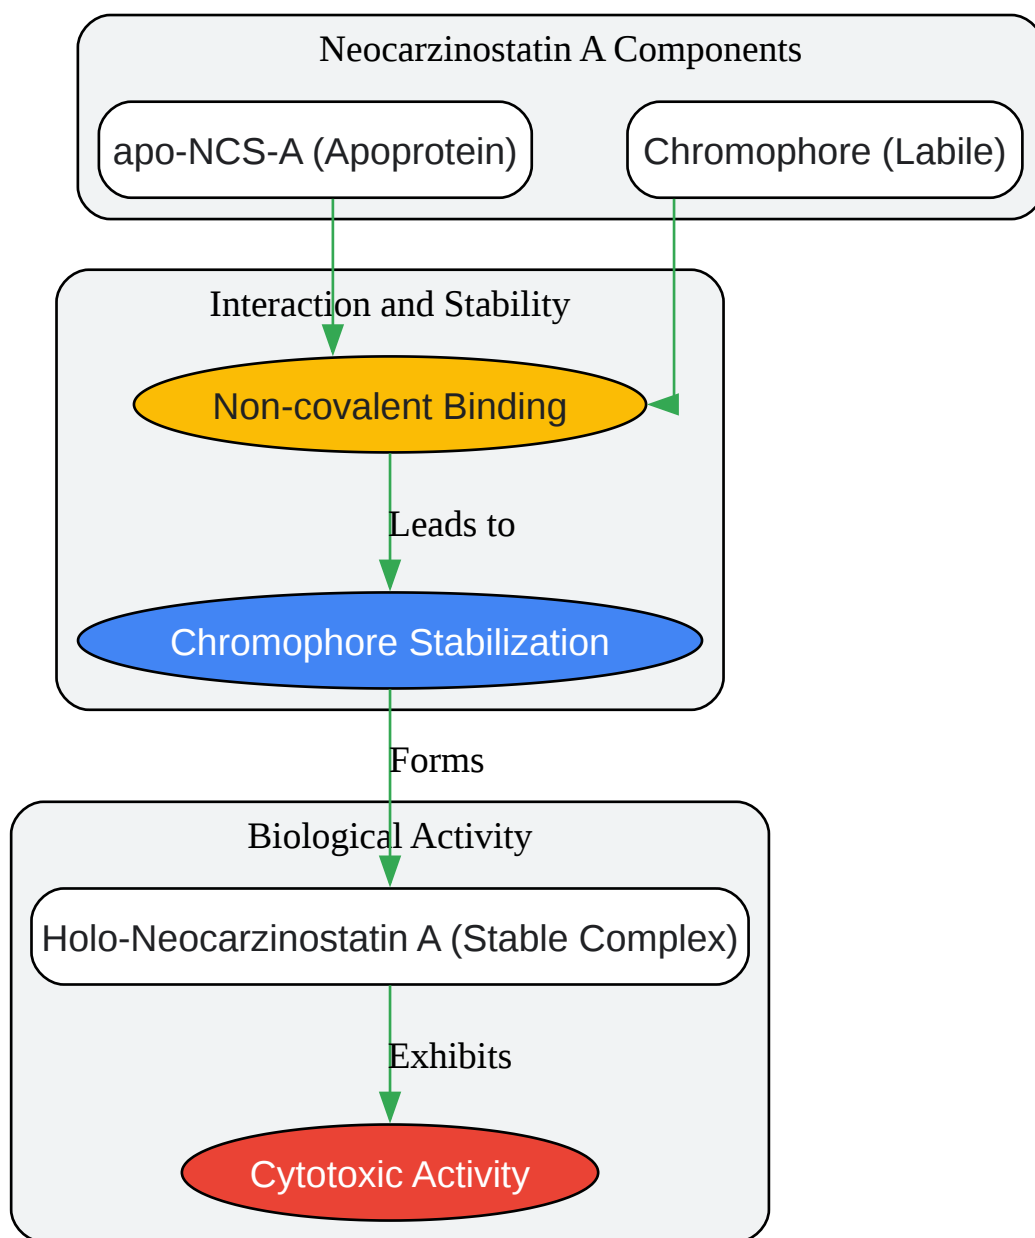 Neocarzinostatin A Components
apo-NCS-A (Apoprotein)
Chromophore (Labile)
Interaction and Stability
Non-covalent Binding
Leads to
Chromophore Stabilization
Forms
Biological Activity
Holo-Neocarzinostatin A (Stable Complex)
Exhibits
Cytotoxic Activity